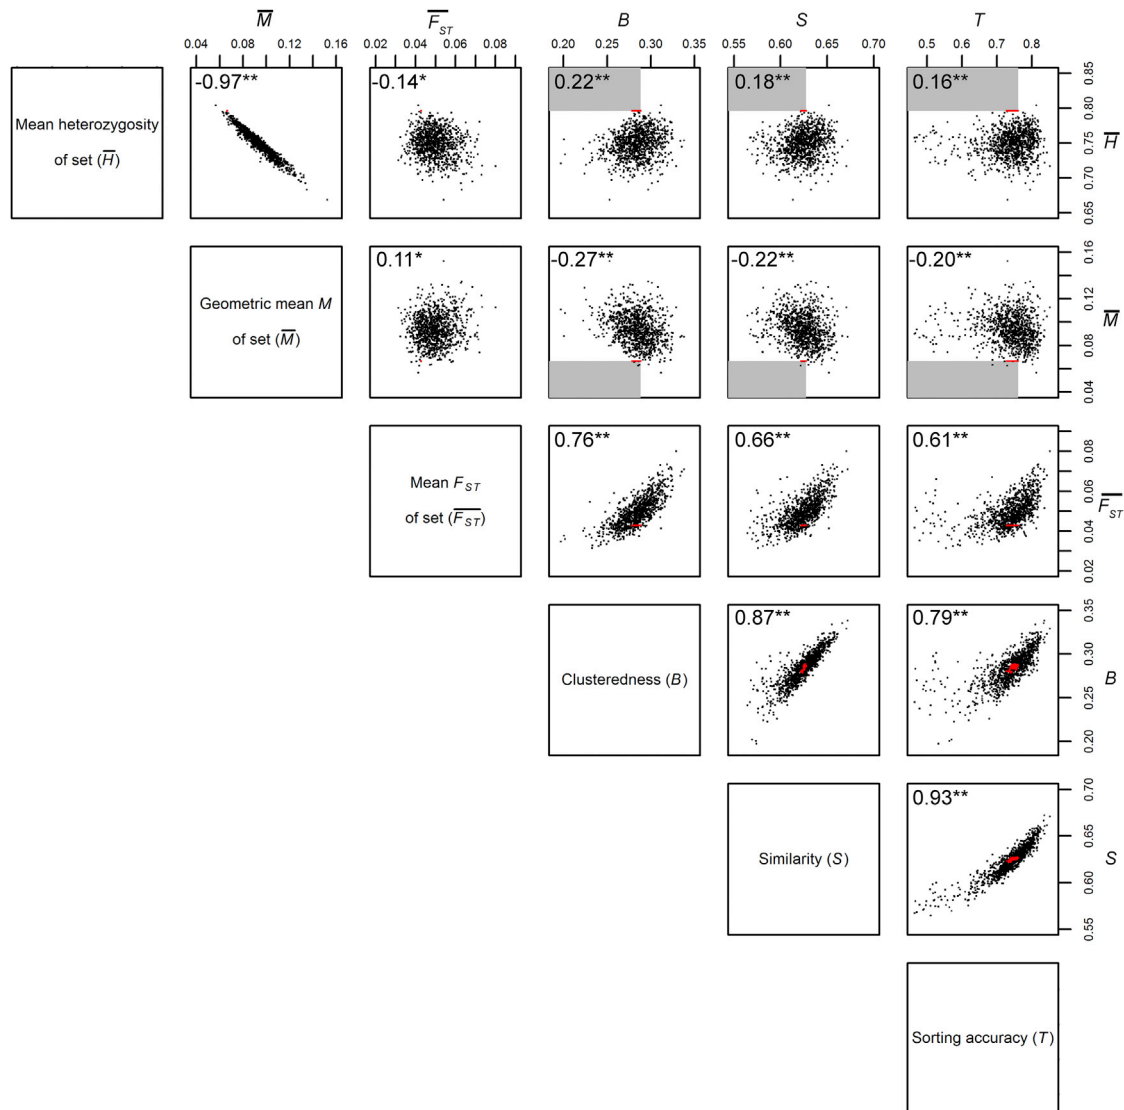 M̅ F̅_ST B S T
0.04 0.08 0.12 0.16 0.02 0.04 0.06 0.08 0.20 0.25 0.30 0.35 0.55 0.60 0.65 0.70 0.5 0.6 0.7 0.8
Mean heterozygosity
of set (H̅)
-0.97**
-0.14*
0.22**
0.18**
0.16**
0.65 0.70 0.75 0.80 0.85
H̅
Geometric mean M
of set (M̅)
0.11*
-0.27**
-0.22**
-0.20**
0.04 0.08 0.12 0.16
M̅
Mean F_ST
of set (F̅_ST)
0.76**
0.66**
0.61**
0.02 0.04 0.06 0.08
F̅_ST
Clusteredness (B)
0.87**
0.79**
0.20 0.25 0.30 0.35
B
Similarity (S)
0.93**
0.55 0.60 0.65 0.70
S
Sorting accuracy (T)